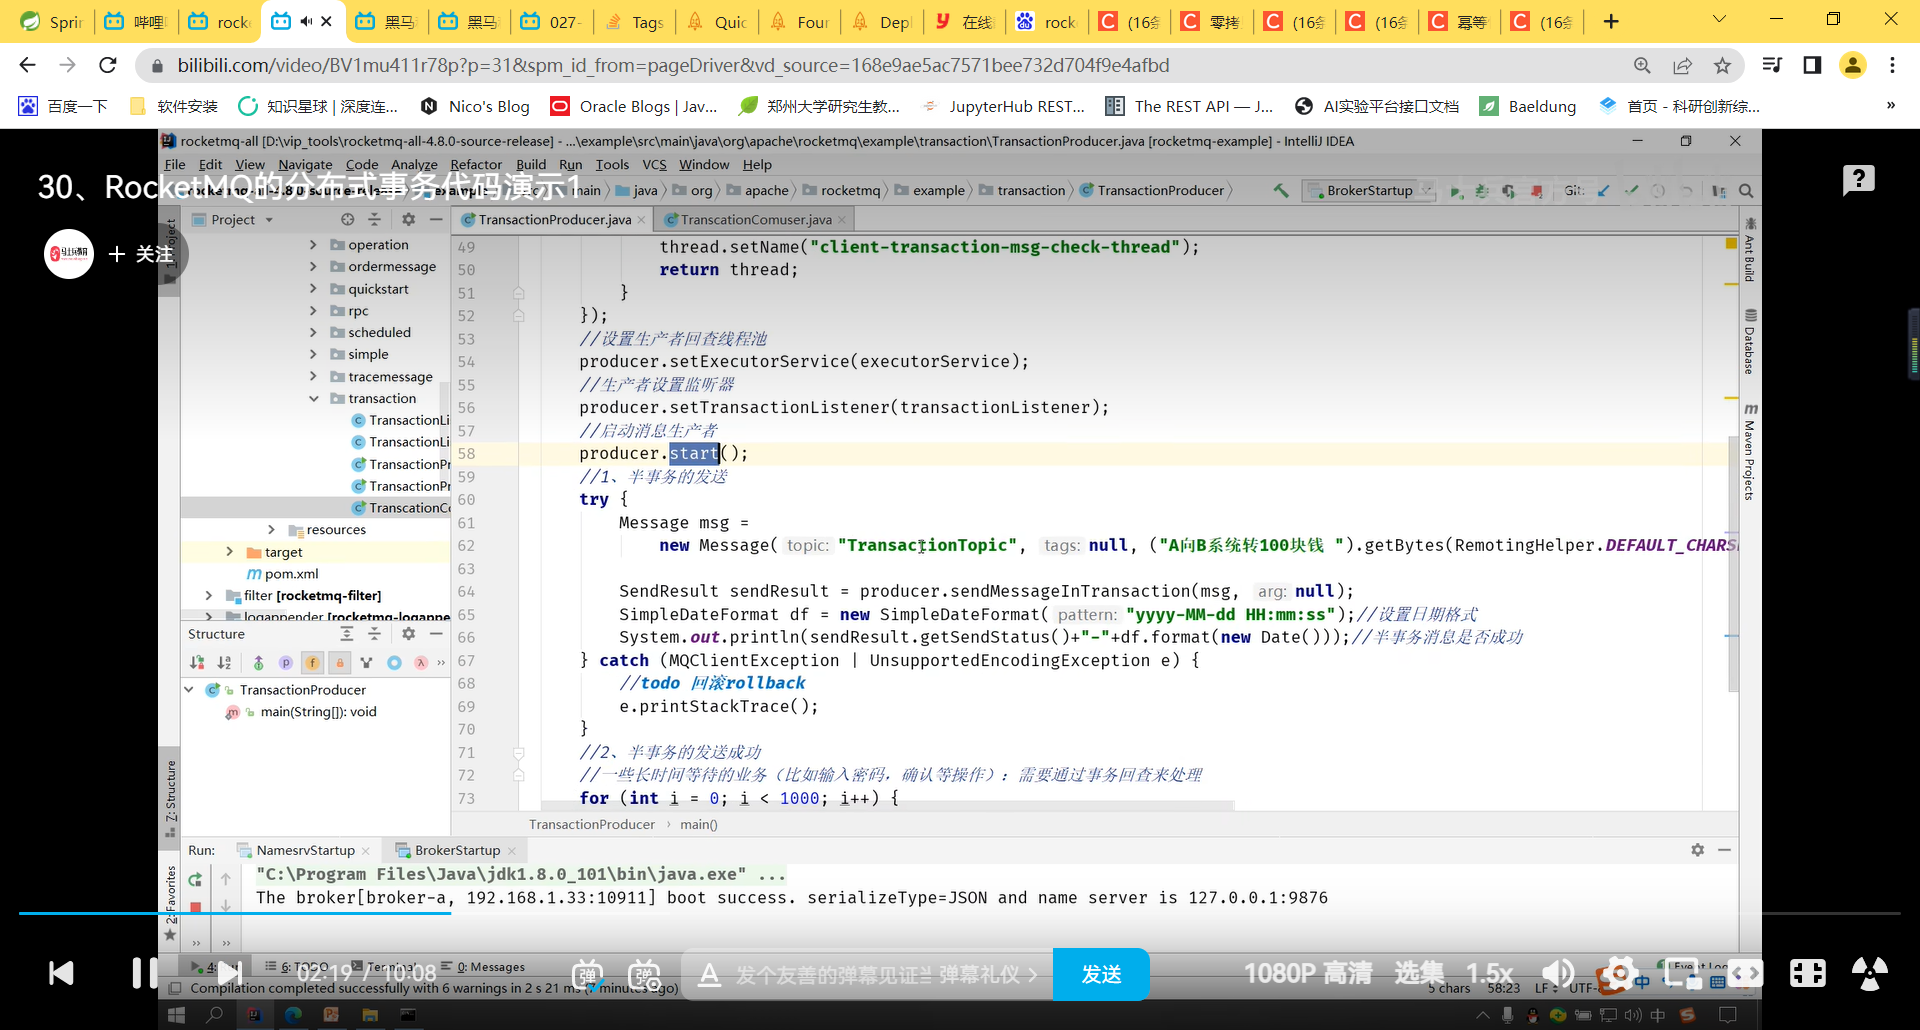 Sprin
哔哩
rock
黑马
黑马
027-
Tags
Quic
Four
Depl
在线
rock
(16条
零拷
(16条
(16条
幂等
(16条
bilibili.com/video/BV1mu411r78p?p=31&spm_id_from=pageDriver&vd_source=168e9ae5ac7571bee732d704f9e4afbd
百度一下
软件安装
知识星球 | 深度连...
Nico's Blog
Oracle Blogs | Jav...
郑州大学研究生教...
JupyterHub REST...
The REST API — J...
AI实验平台接口文档
Baeldung
首页 - 科研创新综...
»
rocketmq-all [D:\vip_tools\rocketmq-all-4.8.0-source-release] - ...\example\src\main\java\org\apache\rocketmq\example\transaction\TransactionProducer.java [rocketmq-example] - IntelliJ IDEA
File Edit View Navigate Code Analyze Refactor Build Run Tools VCS Window Help
30、RocketMQ的分布式事务代码演示1
main java org apache rocketmq example transaction TransactionProducer
BrokerStartup
Git:
Project
TransactionProducer.java
TranscationComuser.java
+ 关注
operation
ordermessage
quickstart
rpc
scheduled
simple
tracemessage
transaction
TransactionLi
TransactionLi
TransactionPr
TransactionPr
TranscationCo
resources
target
pom.xml
filter [rocketmq-filter]
logappender [rocketmq-logappe
Structure
TransactionProducer
main(String[]): void
49 thread.setName("client-transaction-msg-check-thread");
50 return thread;
51 }
52 });
53 //设置生产者回查线程池
54 producer.setExecutorService(executorService);
55 //生产者设置监听器
56 producer.setTransactionListener(transactionListener);
57 //启动消息生产者
58 producer.start();
59 //1、半事务的发送
60 try {
61 Message msg =
62 new Message( topic: "TransactionTopic", tags: null, ("A向B系统转100块钱 ").getBytes(RemotingHelper.DEFAULT_CHARS
63
64 SendResult sendResult = producer.sendMessageInTransaction(msg, arg: null);
65 SimpleDateFormat df = new SimpleDateFormat( pattern: "yyyy-MM-dd HH:mm:ss");//设置日期格式
66 System.out.println(sendResult.getSendStatus()+"-"+df.format(new Date()));//半事务消息是否成功
67 } catch (MQClientException | UnsupportedEncodingException e) {
68 //todo 回滚rollback
69 e.printStackTrace();
70 }
71 //2、半事务的发送成功
72 //一些长时间等待的业务（比如输入密码，确认等操作）：需要通过事务回查来处理
73 for (int i = 0; i < 1000; i++) {
TransactionProducer › main()
Ant Build
Database
Maven Projects
Z: Structure
2: Favorites
Run: NamesrvStartup BrokerStartup
"C:\Program Files\Java\jdk1.8.0_101\bin\java.exe" ...
The broker[broker-a, 192.168.1.33:10911] boot success. serializeType=JSON and name server is 127.0.0.1:9876
6: TODO
Terminal
0: Messages
02:19 / 10:08
发个友善的弹幕见证当
弹幕礼仪 >
发送
1080P 高清
选集
1.5x
Compilation completed successfully with 6 warnings in 2 s 21 ms
5 chars
58:23
LF
UTF-8
中